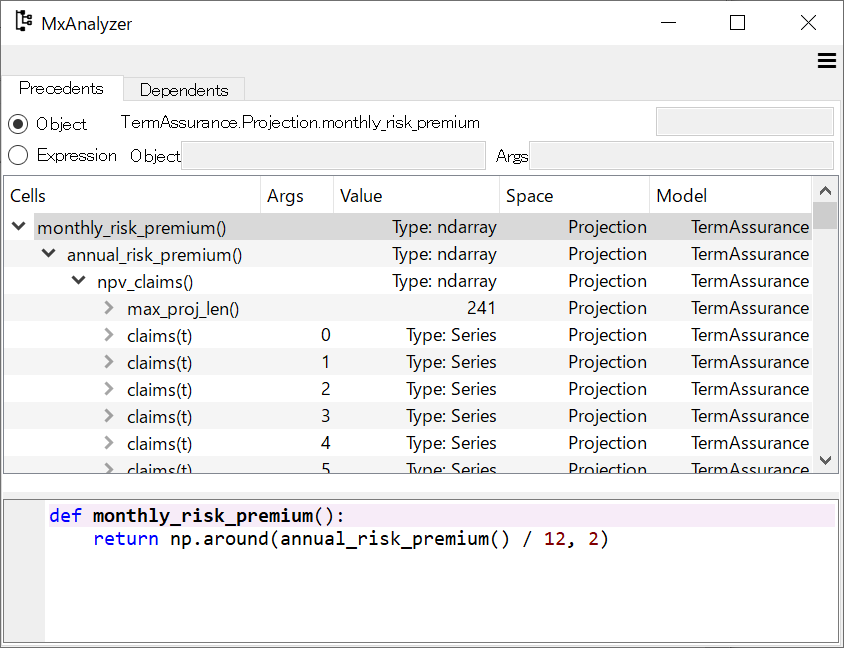 MxAnalyzer
Precedents Dependents
Object TermAssurance.Projection.monthly_risk_premium
Expression Object Args
Cells Args Value Space Model
monthly_risk_premium() Type: ndarray Projection TermAssurance
annual_risk_premium() Type: ndarray Projection TermAssurance
npv_claims() Type: ndarray Projection TermAssurance
max_proj_len() 241 Projection TermAssurance
claims(t) 0 Type: Series Projection TermAssurance
claims(t) 1 Type: Series Projection TermAssurance
claims(t) 2 Type: Series Projection TermAssurance
claims(t) 3 Type: Series Projection TermAssurance
claims(t) 4 Type: Series Projection TermAssurance
claims(t) 5 Type: Series Projection TermAssurance
def monthly_risk_premium():
return np.around(annual_risk_premium() / 12, 2)